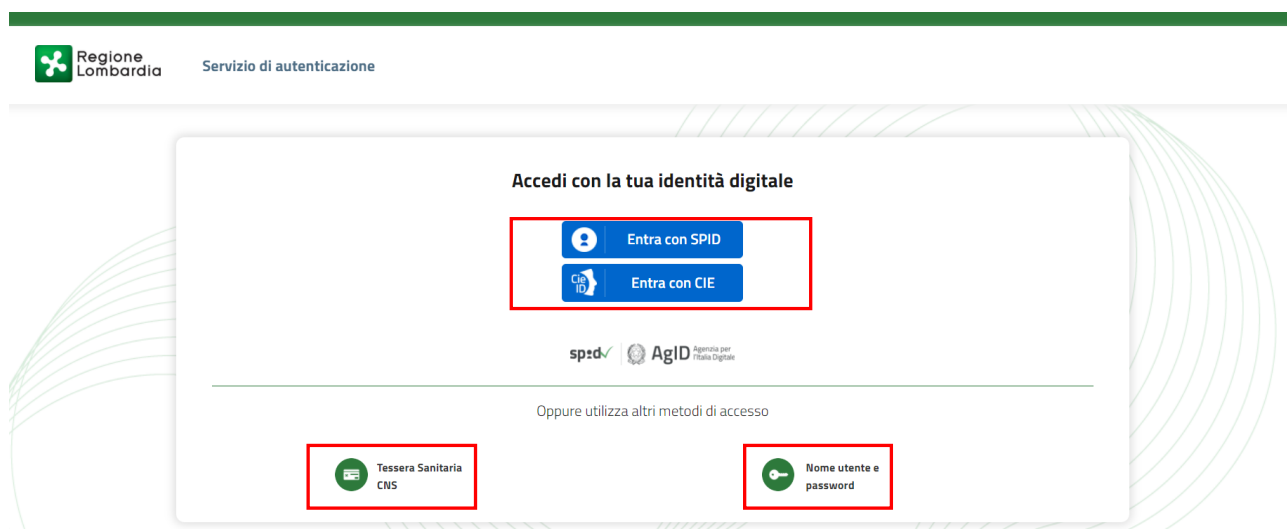 Regione
Lombardia
Servizio di autenticazione
Accedi con la tua identità digitale
Entra con SPID
Cie
ID
Entra con CIE
sp:d
AgID
Agenzia per
l'Italia Digitale
Oppure utilizza altri metodi di accesso
Tessera Sanitaria
CNS
Nome utente e
password